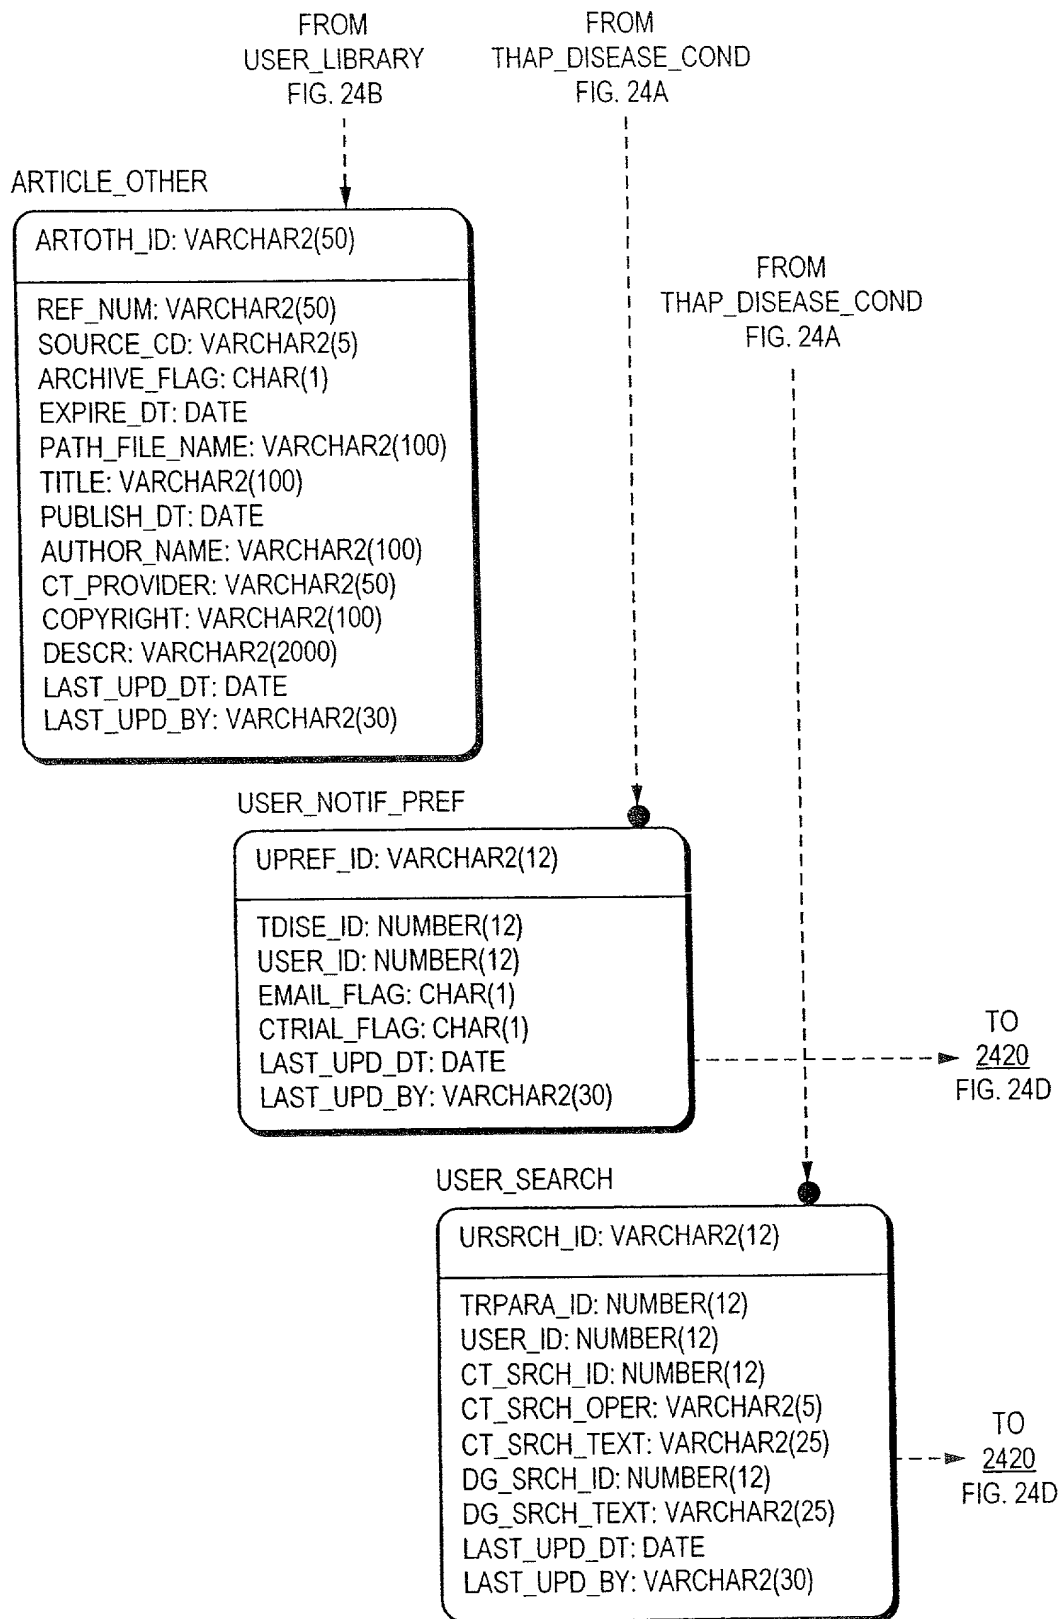 FROM
USER_LIBRARY
FIG. 24B
FROM
THAP_DISEASE_COND
FIG. 24A
ARTICLE_OTHER
ARTOTH_ID: VARCHAR2(50)
REF_NUM: VARCHAR2(50)
SOURCE_CD: VARCHAR2(5)
ARCHIVE_FLAG: CHAR(1)
EXPIRE_DT: DATE
PATH_FILE_NAME: VARCHAR2(100)
TITLE: VARCHAR2(100)
PUBLISH_DT: DATE
AUTHOR_NAME: VARCHAR2(100)
CT_PROVIDER: VARCHAR2(50)
COPYRIGHT: VARCHAR2(100)
DESCR: VARCHAR2(2000)
LAST_UPD_DT: DATE
LAST_UPD_BY: VARCHAR2(30)
FROM
THAP_DISEASE_COND
FIG. 24A
USER_NOTIF_PREF
UPREF_ID: VARCHAR2(12)
TDISE_ID: NUMBER(12)
USER_ID: NUMBER(12)
EMAIL_FLAG: CHAR(1)
CTRIAL_FLAG: CHAR(1)
LAST_UPD_DT: DATE
LAST_UPD_BY: VARCHAR2(30)
TO
2420
FIG. 24D
USER_SEARCH
URSRCH_ID: VARCHAR2(12)
TRPARA_ID: NUMBER(12)
USER_ID: NUMBER(12)
CT_SRCH_ID: NUMBER(12)
CT_SRCH_OPER: VARCHAR2(5)
CT_SRCH_TEXT: VARCHAR2(25)
DG_SRCH_ID: NUMBER(12)
DG_SRCH_TEXT: VARCHAR2(25)
LAST_UPD_DT: DATE
LAST_UPD_BY: VARCHAR2(30)
TO
2420
FIG. 24D